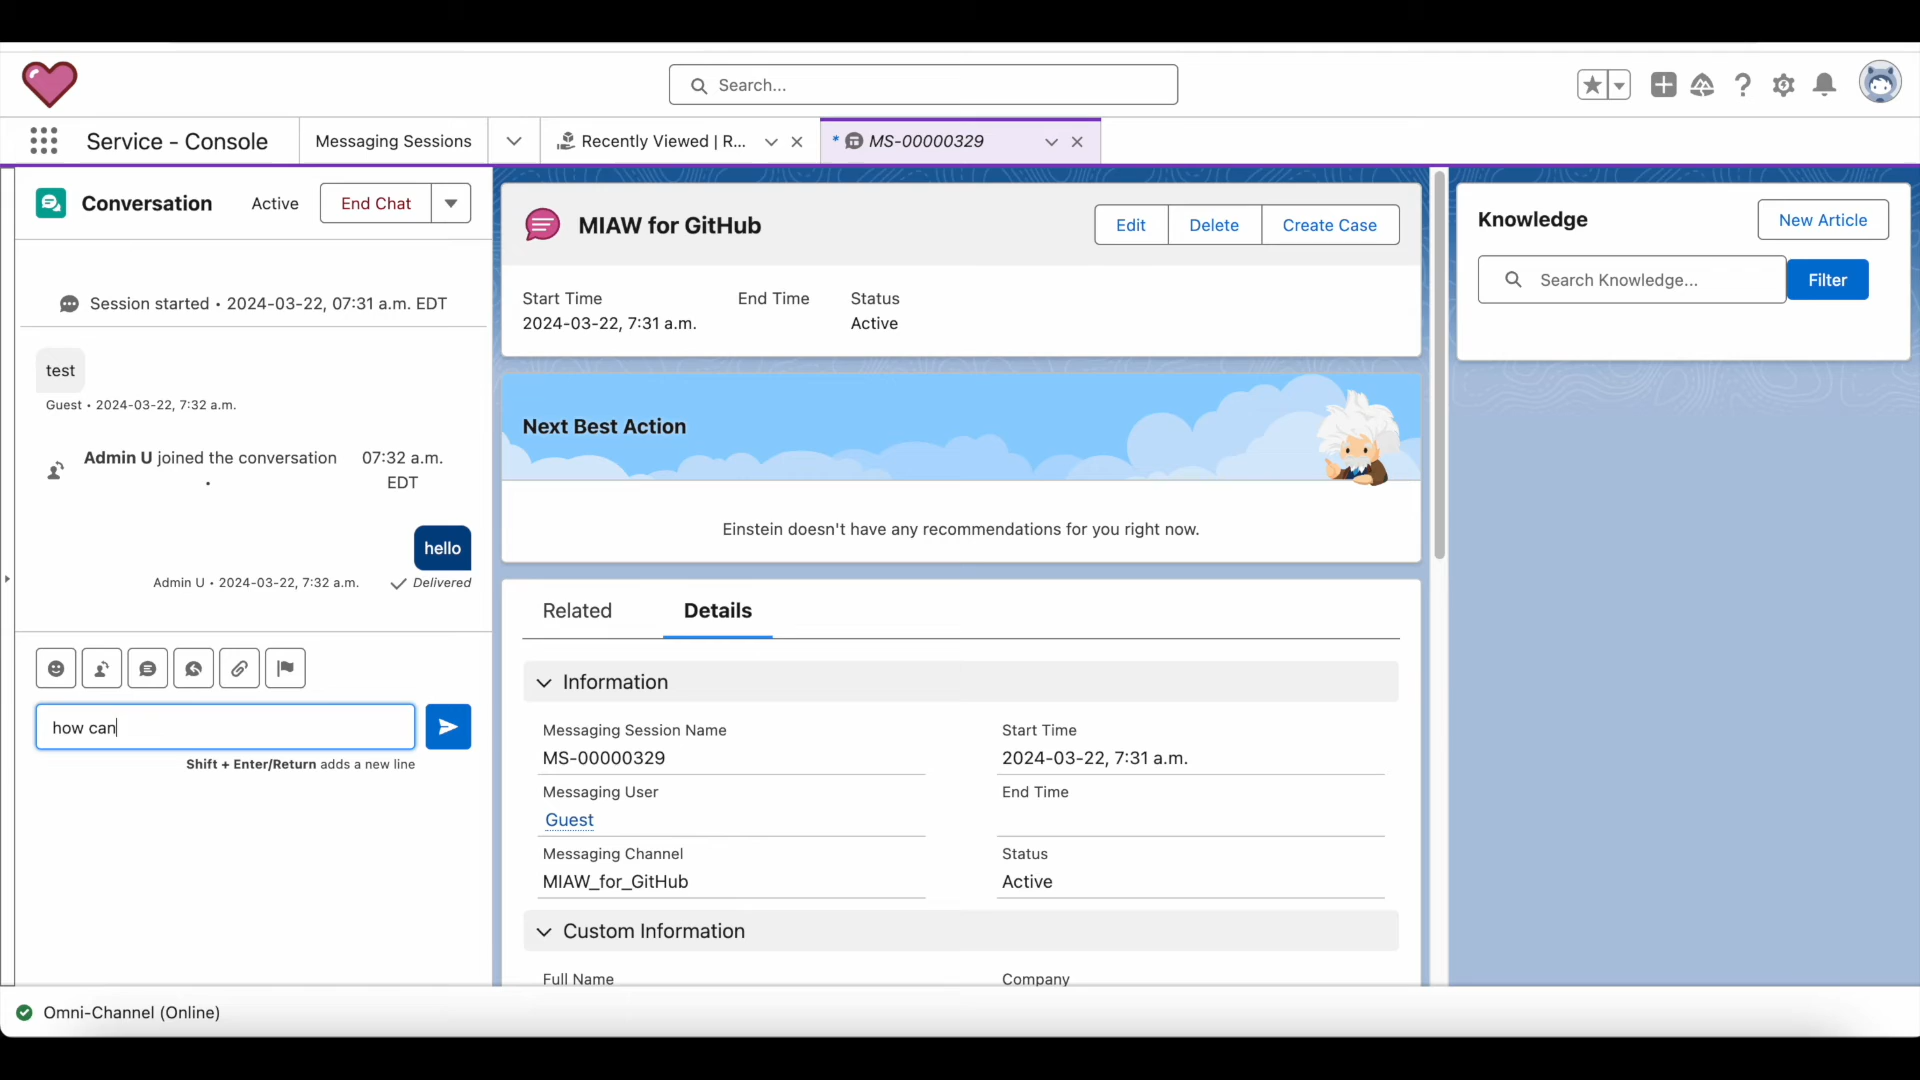 Search...
Service - Console
Messaging Sessions
Recently Viewed | R...
* MS-00000329
Conversation
Active
End Chat
Session started • 2024-03-22, 07:31 a.m. EDT
test
Guest • 2024-03-22, 7:32 a.m.
Admin U joined the conversation •
07:32 a.m. EDT
hello
Admin U • 2024-03-22, 7:32 a.m.
Delivered
how can
Shift + Enter/Return adds a new line
MIAW for GitHub
Edit
Delete
Create Case
Start Time
End Time
Status
2024-03-22, 7:31 a.m.
Active
Next Best Action
Einstein doesn't have any recommendations for you right now.
Related
Details
Information
Messaging Session Name
MS-00000329
Start Time
2024-03-22, 7:31 a.m.
Messaging User
Guest
End Time
Messaging Channel
MIAW_for_GitHub
Status
Active
Custom Information
Full Name
Company
Knowledge
New Article
Search Knowledge...
Filter
Omni-Channel (Online)